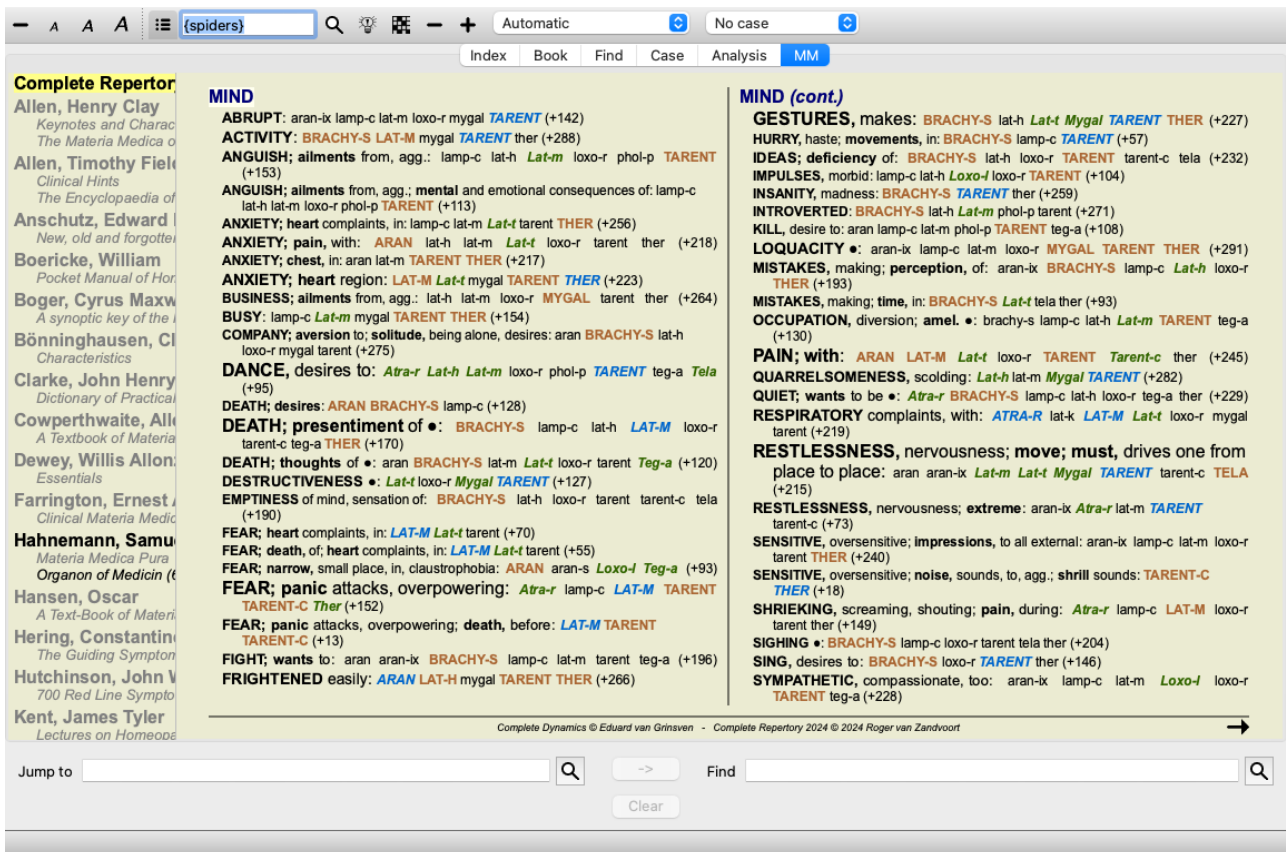 A A A {spiders} Automatic No case
Index Book Find Case Analysis MM
Complete Repertor
Allen, Henry Clay
Keynotes and Charac
The Materia Medica o
Allen, Timothy Fiel
Clinical Hints
The Encyclopaedia of
Anschutz, Edward
New, old and forgotte
Boericke, William
Pocket Manual of Hom
Boger, Cyrus Maxw
A synoptic key of the
Bönninghausen, Cl
Characteristics
Clarke, John Henry
Dictionary of Practical
Cowperthwaite, Alle
A Textbook of Materia
Dewey, Willis Allon
Essentials
Farrington, Ernest
Clinical Materia Medic
Hahnemann, Samu
Materia Medica Pura
Organon of Medicin (6
Hansen, Oscar
A Text-Book of Materi
Hering, Constantin
The Guiding Sympton
Hutchinson, John
700 Red Line Sympto
Kent, James Tyler
Lectures on Homeopa
MIND
ABRUPT: aran-ix lamp-c lat-m loxo-r mygal TARENT (+142)
ACTIVITY: BRACHY-S LAT-M mygal TARENT ther (+288)
ANGUISH; ailments from, agg.: lamp-c lat-h Lat-m loxo-r phol-p TARENT
(+153)
ANGUISH; ailments from, agg.; mental and emotional consequences of: lamp-c
lat-h lat-m loxo-r phol-p TARENT (+113)
ANXIETY; heart complaints, in: lamp-c lat-m Lat-t tarent THER (+256)
ANXIETY; pain, with: ARAN lat-h lat-m Lat-t loxo-r tarent ther (+218)
ANXIETY; chest, in: aran lat-m TARENT THER (+217)
ANXIETY; heart region: LAT-M Lat-t mygal TARENT THER (+223)
BUSINESS; ailments from, agg.: lat-h lat-m loxo-r MYGAL tarent ther (+264)
BUSY: lamp-c Lat-m mygal TARENT THER (+154)
COMPANY; aversion to; solitude, being alone, desires: aran BRACHY-S lat-h
loxo-r mygal tarent (+275)
DANCE, desires to: Atra-r Lat-h Lat-m loxo-r phol-p TARENT teg-a Tela
(+95)
DEATH; desires: ARAN BRACHY-S lamp-c (+128)
DEATH; presentiment of ●: BRACHY-S lamp-c lat-h LAT-M loxo-r
tarent-c teg-a THER (+170)
DEATH; thoughts of ●: aran BRACHY-S lat-m Lat-t loxo-r tarent Teg-a (+120)
DESTRUCTIVENESS ●: Lat-t loxo-r Mygal TARENT (+127)
EMPTINESS of mind, sensation of: BRACHY-S lat-h loxo-r tarent tarent-c tela
(+190)
FEAR; heart complaints, in: LAT-M Lat-t tarent (+70)
FEAR; death, of; heart complaints, in: LAT-M Lat-t tarent (+55)
FEAR; narrow, small place, in, claustrophobia: ARAN aran-s Loxo-l Teg-a (+93)
FEAR; panic attacks, overpowering: Atra-r lamp-c LAT-M TARENT
TARENT-C Ther (+152)
FEAR; panic attacks, overpowering; death, before: LAT-M TARENT
TARENT-C (+13)
FIGHT; wants to: aran aran-ix BRACHY-S lamp-c lat-m tarent teg-a (+196)
FRIGHTENED easily: ARAN LAT-H mygal TARENT THER (+266)
MIND (cont.)
GESTURES, makes: BRACHY-S lat-h Lat-t Mygal TARENT THER (+227)
HURRY, haste; movements, in: BRACHY-S lamp-c TARENT (+57)
IDEAS; deficiency of: BRACHY-S lat-h loxo-r TARENT tarent-c tela (+232)
IMPULSES, morbid: lamp-c lat-h Loxo-l loxo-r TARENT (+104)
INSANITY, madness: BRACHY-S TARENT ther (+259)
INTROVERTED: BRACHY-S lat-h Lat-m phol-p tarent (+271)
KILL, desire to: aran lamp-c lat-m phol-p TARENT teg-a (+108)
LOQUACITY ●: aran-ix lamp-c lat-m loxo-r MYGAL TARENT THER (+291)
MISTAKES, making; perception, of: aran-ix BRACHY-S lamp-c Lat-h loxo-r
THER (+193)
MISTAKES, making; time, in: BRACHY-S Lat-t tela ther (+93)
OCCUPATION, diversion; amel. ●: brachy-s lamp-c lat-h Lat-m TARENT teg-a
(+130)
PAIN; with: ARAN LAT-M Lat-t loxo-r TARENT Tarent-c ther (+245)
QUARRELSOMENESS, scolding: Lat-h lat-m Mygal TARENT (+282)
QUIET; wants to be ●: Atra-r BRACHY-S lamp-c lat-h loxo-r teg-a ther (+229)
RESPIRATORY complaints, with: ATRA-R lat-k LAT-M Lat-t loxo-r mygal
tarent (+219)
RESTLESSNESS, nervousness; move; must, drives one from
place to place: aran aran-ix Lat-m Lat-t Mygal TARENT tarent-c TELA
(+215)
RESTLESSNESS, nervousness; extreme: aran-ix Atra-r lat-m TARENT
tarent-c (+73)
SENSITIVE, oversensitive; impressions, to all external: aran-ix lamp-c lat-m loxo-r
tarent THER (+240)
SENSITIVE, oversensitive; noise, sounds, to, agg.; shrill sounds: TARENT-C
THER (+18)
SHRIEKING, screaming, shouting; pain, during: Atra-r lamp-c LAT-M loxo-r
tarent ther (+149)
SIGHING ●: BRACHY-S lamp-c loxo-r tarent tela ther (+204)
SING, desires to: BRACHY-S loxo-r TARENT ther (+146)
SYMPATHETIC, compassionate, too: aran-ix lamp-c lat-m Loxo-l loxo-r
TARENT teg-a (+228)
Complete Dynamics © Eduard van Grinsven - Complete Repertory 2024 © 2024 Roger van Zandvoort
Jump to -> Find
Clear